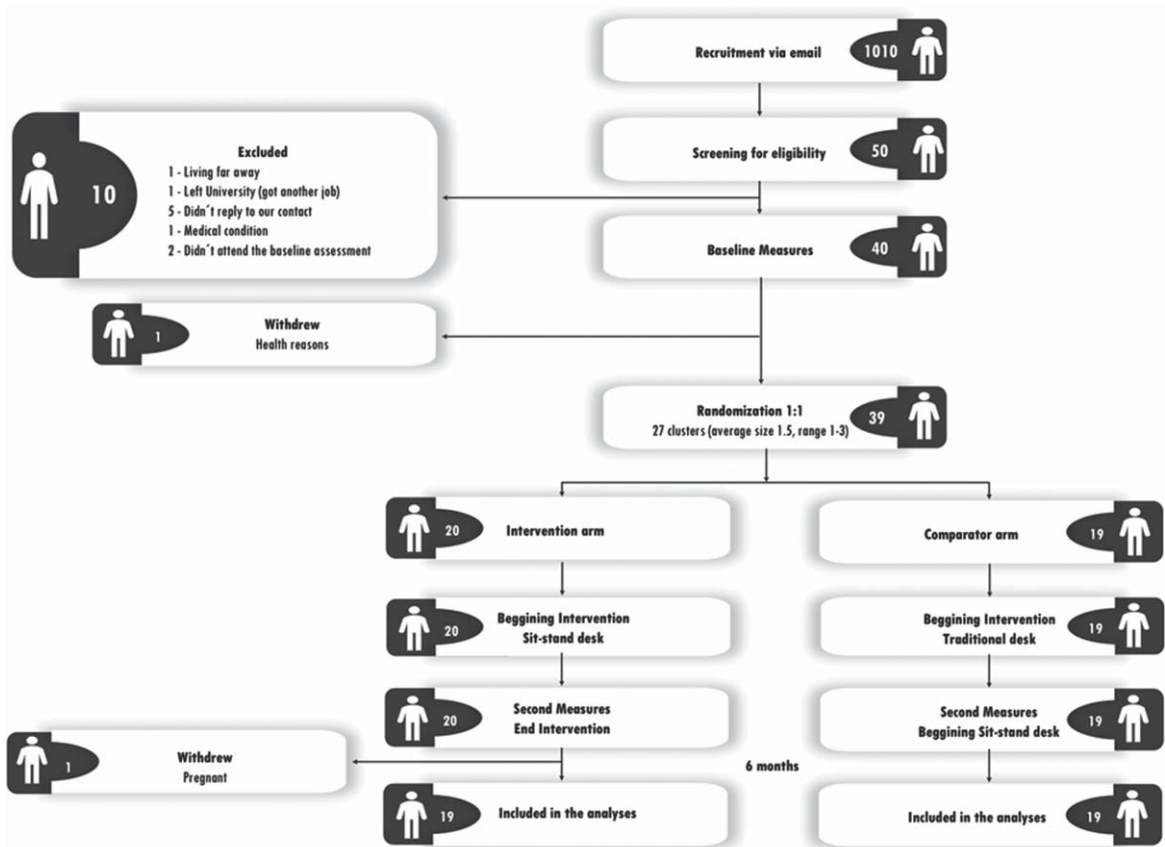 Recruitment via email
1010
Screening for eligibility
50
10
Excluded
1 - Living far away
1 - Left University (got another job)
5 - Didn´t reply to our contact
1 - Medical condition
2 - Didn´t attend the baseline assessment
Baseline Measures
40
1
Withdrew
Health reasons
Randomization 1:1
27 clusters (average size 1.5, range 1-3)
39
20
Intervention arm
Comparator arm
19
20
Beggining Intervention
Sit-stand desk
Beggining Intervention
Traditional desk
19
20
Second Measures
End Intervention
Second Measures
Beggining Sit-stand desk
19
1
Withdrew
Pregnant
6 months
19
Included in the analyses
Included in the analyses
19